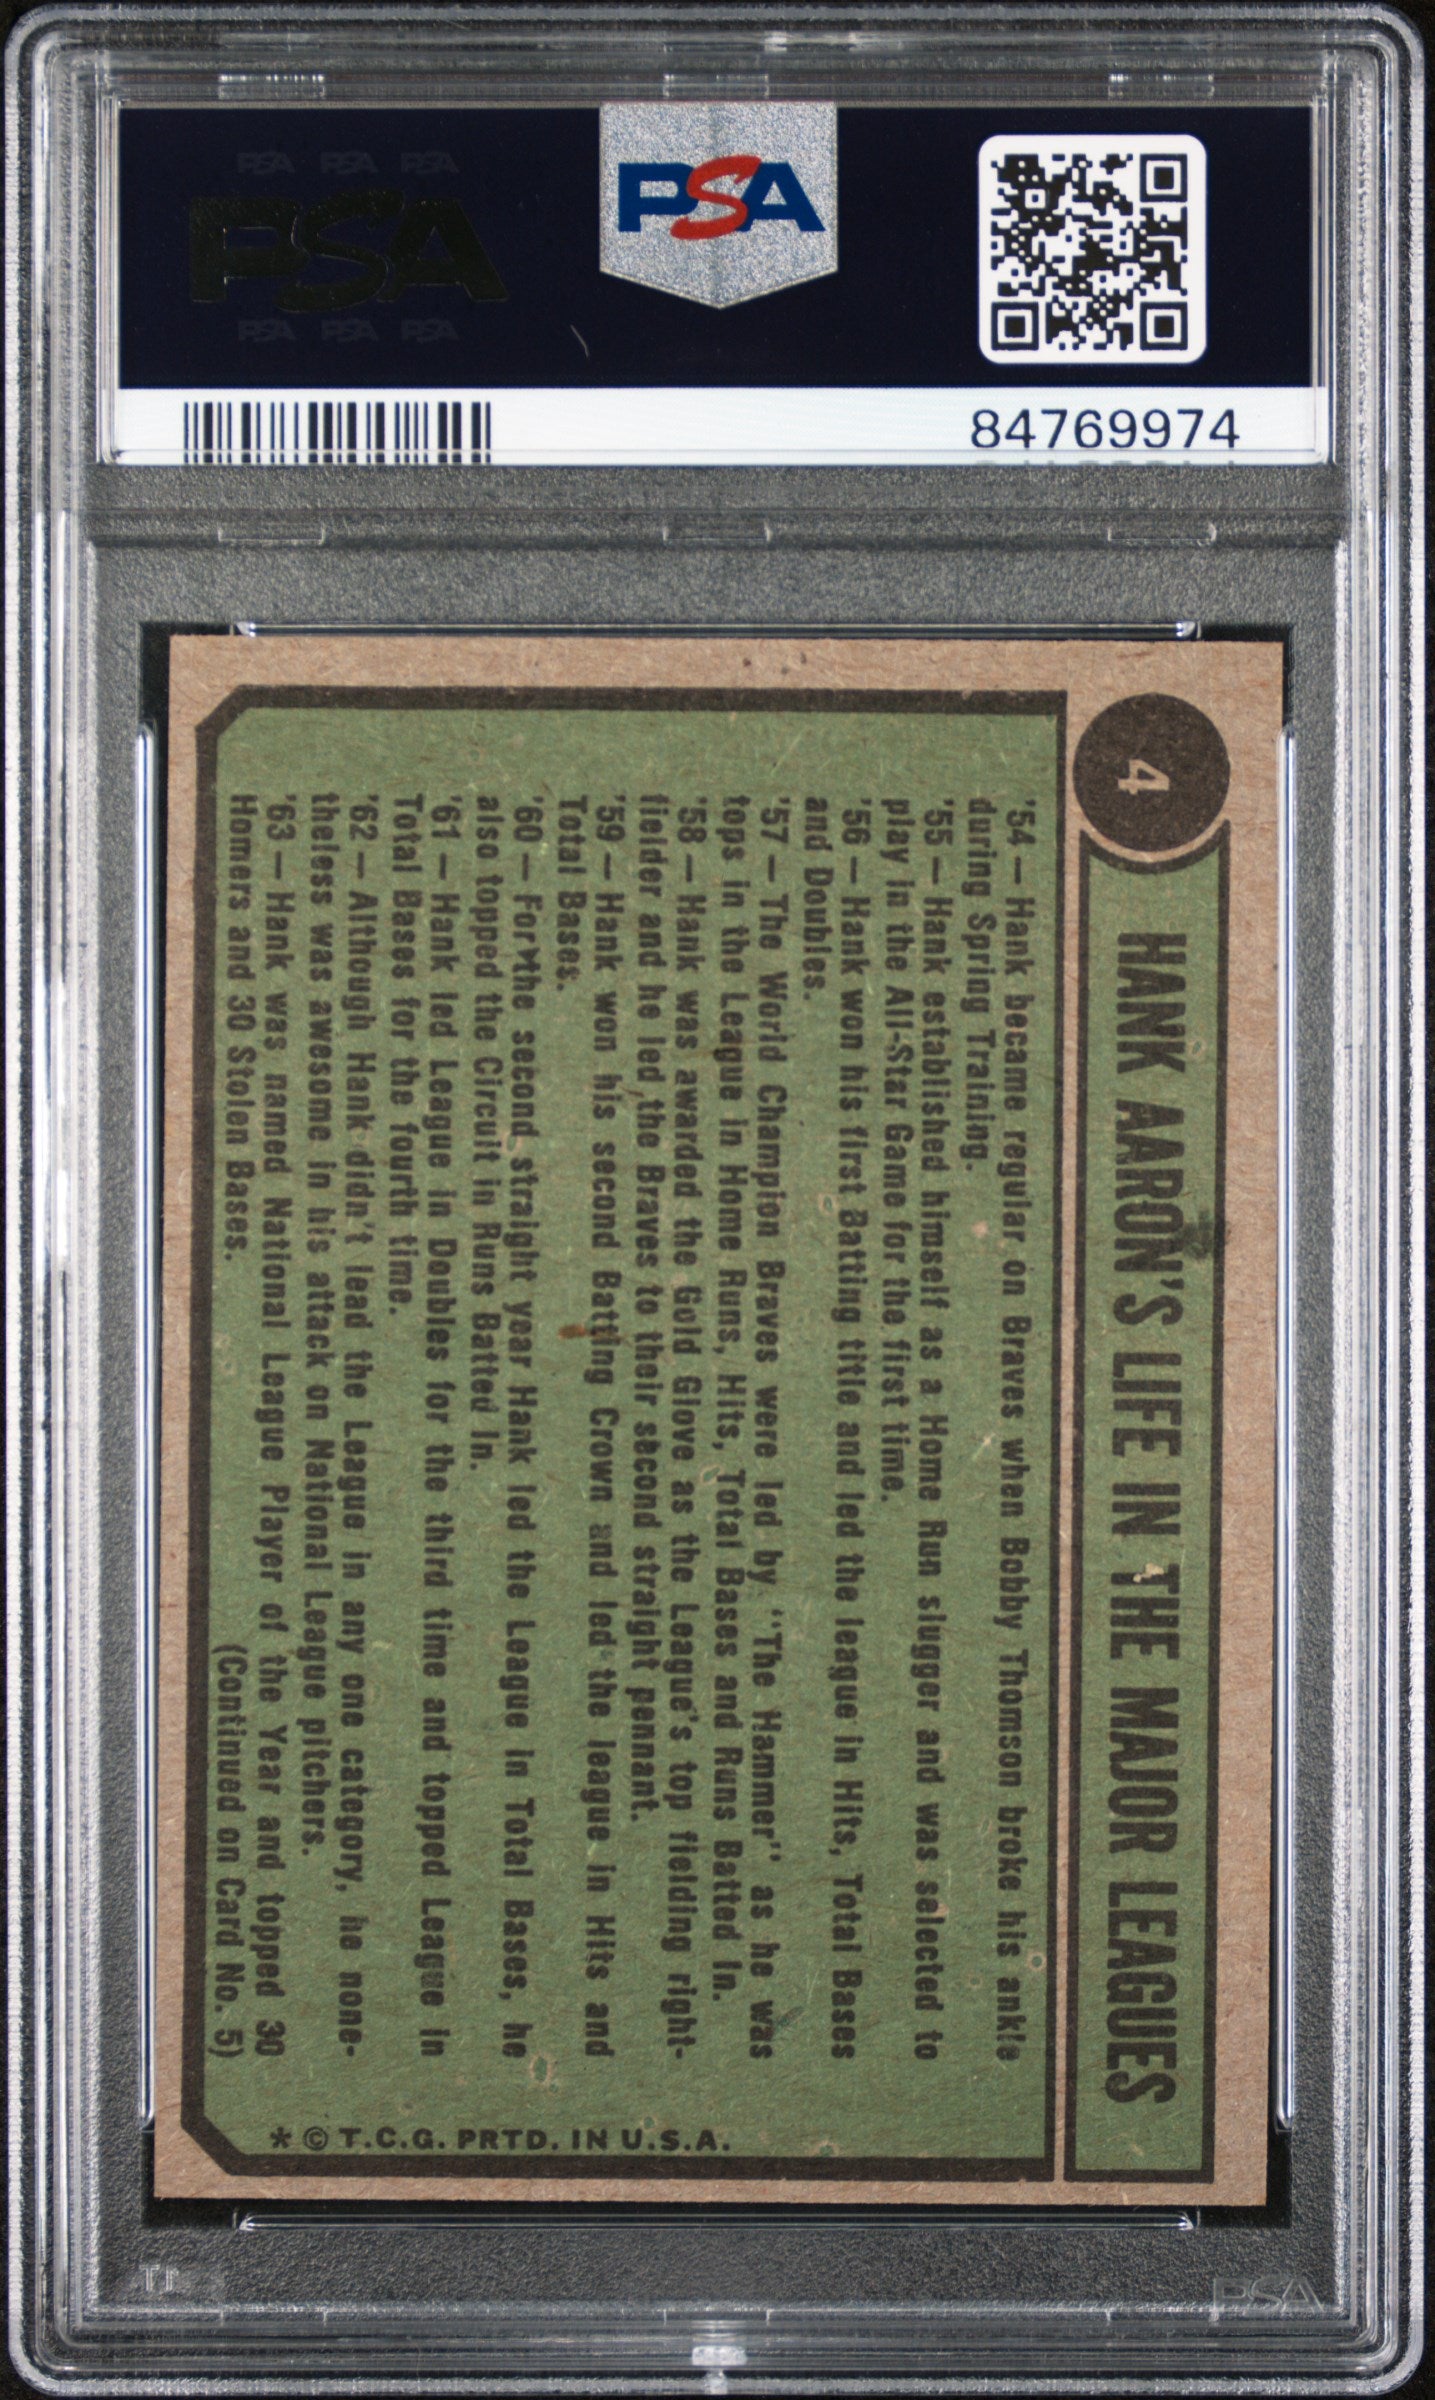 PSA PSA PSA
PSA
PSA PSA PSA
PSA
84769974
4
HANK AARON'S LIFE IN THE MAJOR LEAGUES
'54—Hank became regular on Braves when Bobby Thomson broke his ankle
during Spring Training.
'55—Hank established himself as a Home Run slugger and was selected to
play in the All-Star Game for the first time.
'56—Hank won his first Batting title and led the league in Hits, Total Bases
and Doubles.
'57—The World Champion Braves were led by "The Hammer" as he was
tops in the League in Home Runs, Hits, Total Bases and Runs Batted In.
'58—Hank was awarded the Gold Glove as the League's top fielding right-
fielder and he led the Braves to their second straight pennant.
'59—Hank won his second Batting Crown and led the league in Hits and
Total Bases.
'60—For the second straight year Hank led the League in Total Bases, he
also topped the Circuit in Runs Batted In.
'61—Hank led League in Doubles for the third time and topped League in
Total Bases for the fourth time.
'62—Although Hank didn't lead the League in any one category, he none-
theless was awesome in his attack on National League pitchers.
'63—Hank was named National League Player of the Year and topped 30
Homers and 30 Stolen Bases.
(Continued on Card No. 5)
* © T.C.G. PRTD. IN U.S.A.
PSA